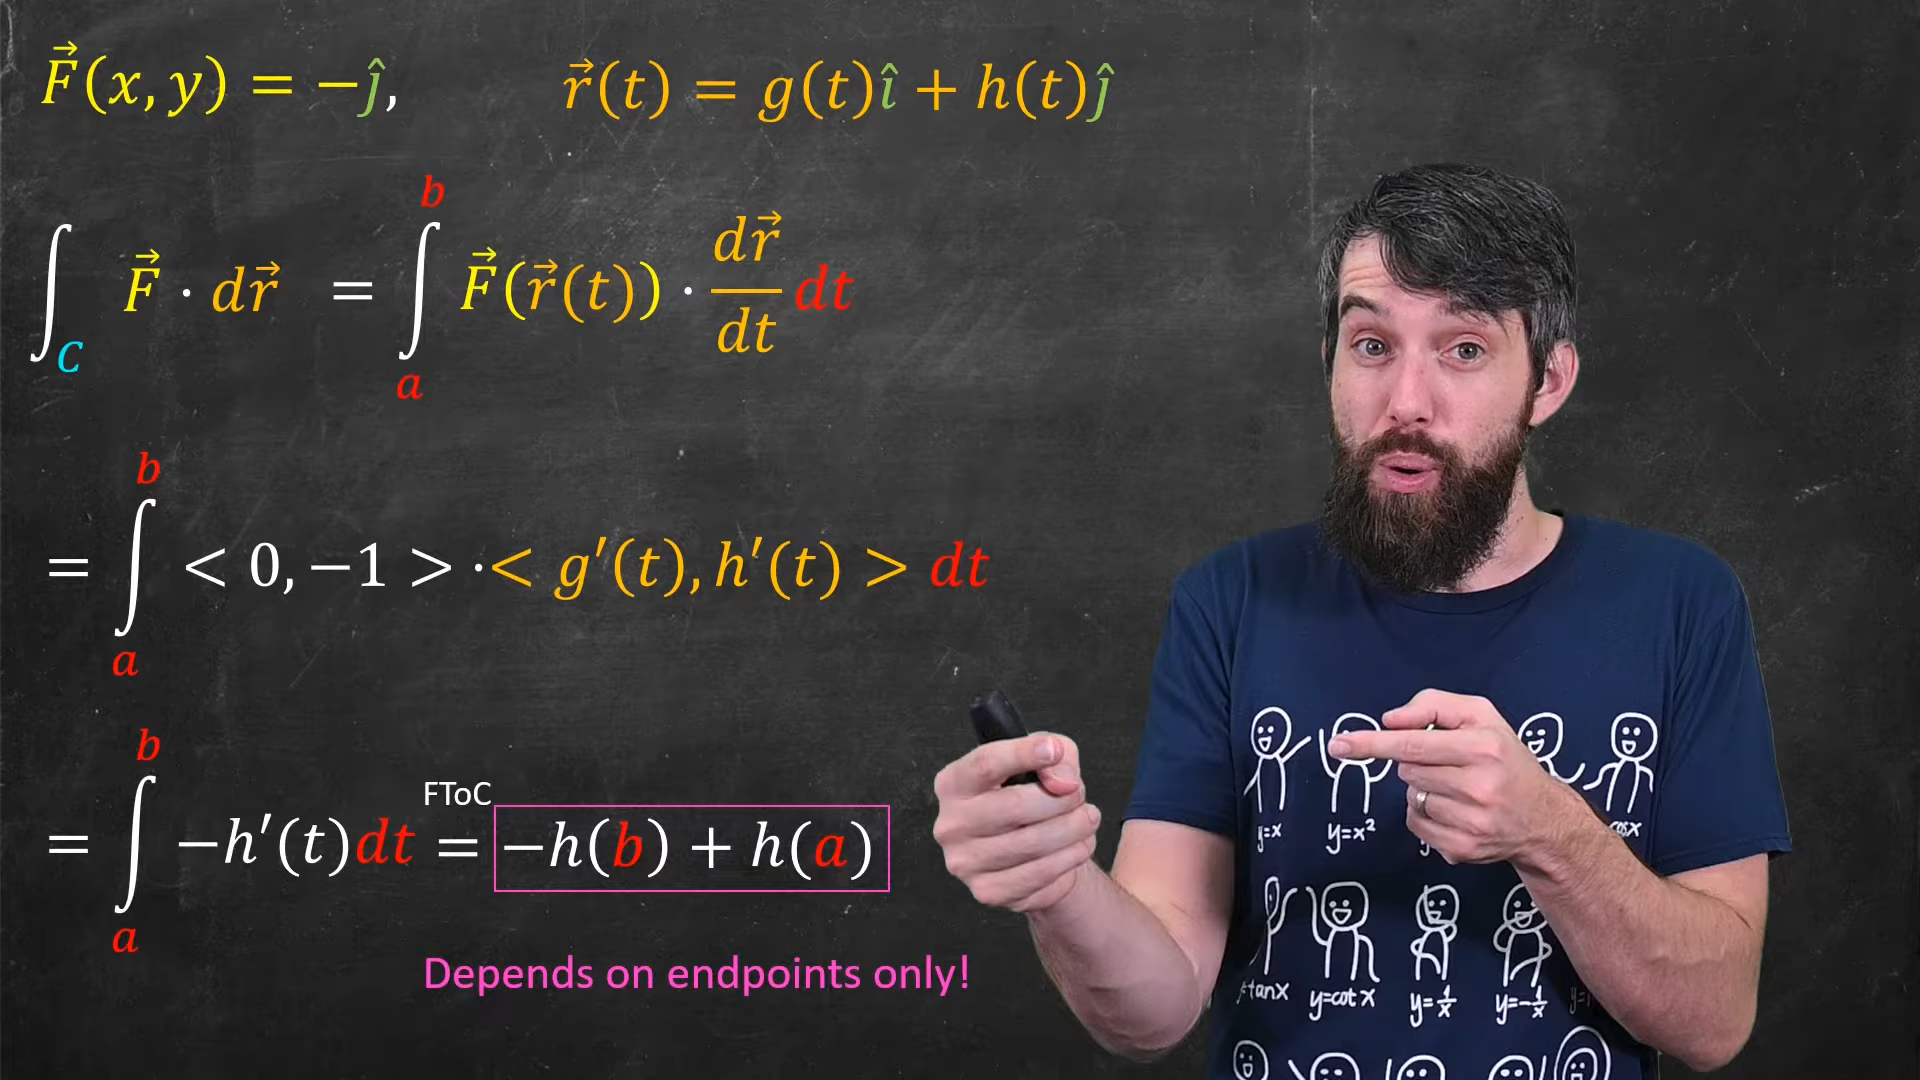 F⃗(x, y) = −ĵ, r⃗(t) = g(t)î + h(t)ĵ
∫_C F⃗ · dr⃗ = ∫_a^b F⃗(r⃗(t)) · dr⃗/dt dt
= ∫_a^b < 0, −1 > · < g′(t), h′(t) > dt
= ∫_a^b −h′(t)dt FToC = −h(b) + h(a)
Depends on endpoints only!
y=x y=x²
y=cot x y=1/x y=-1/x